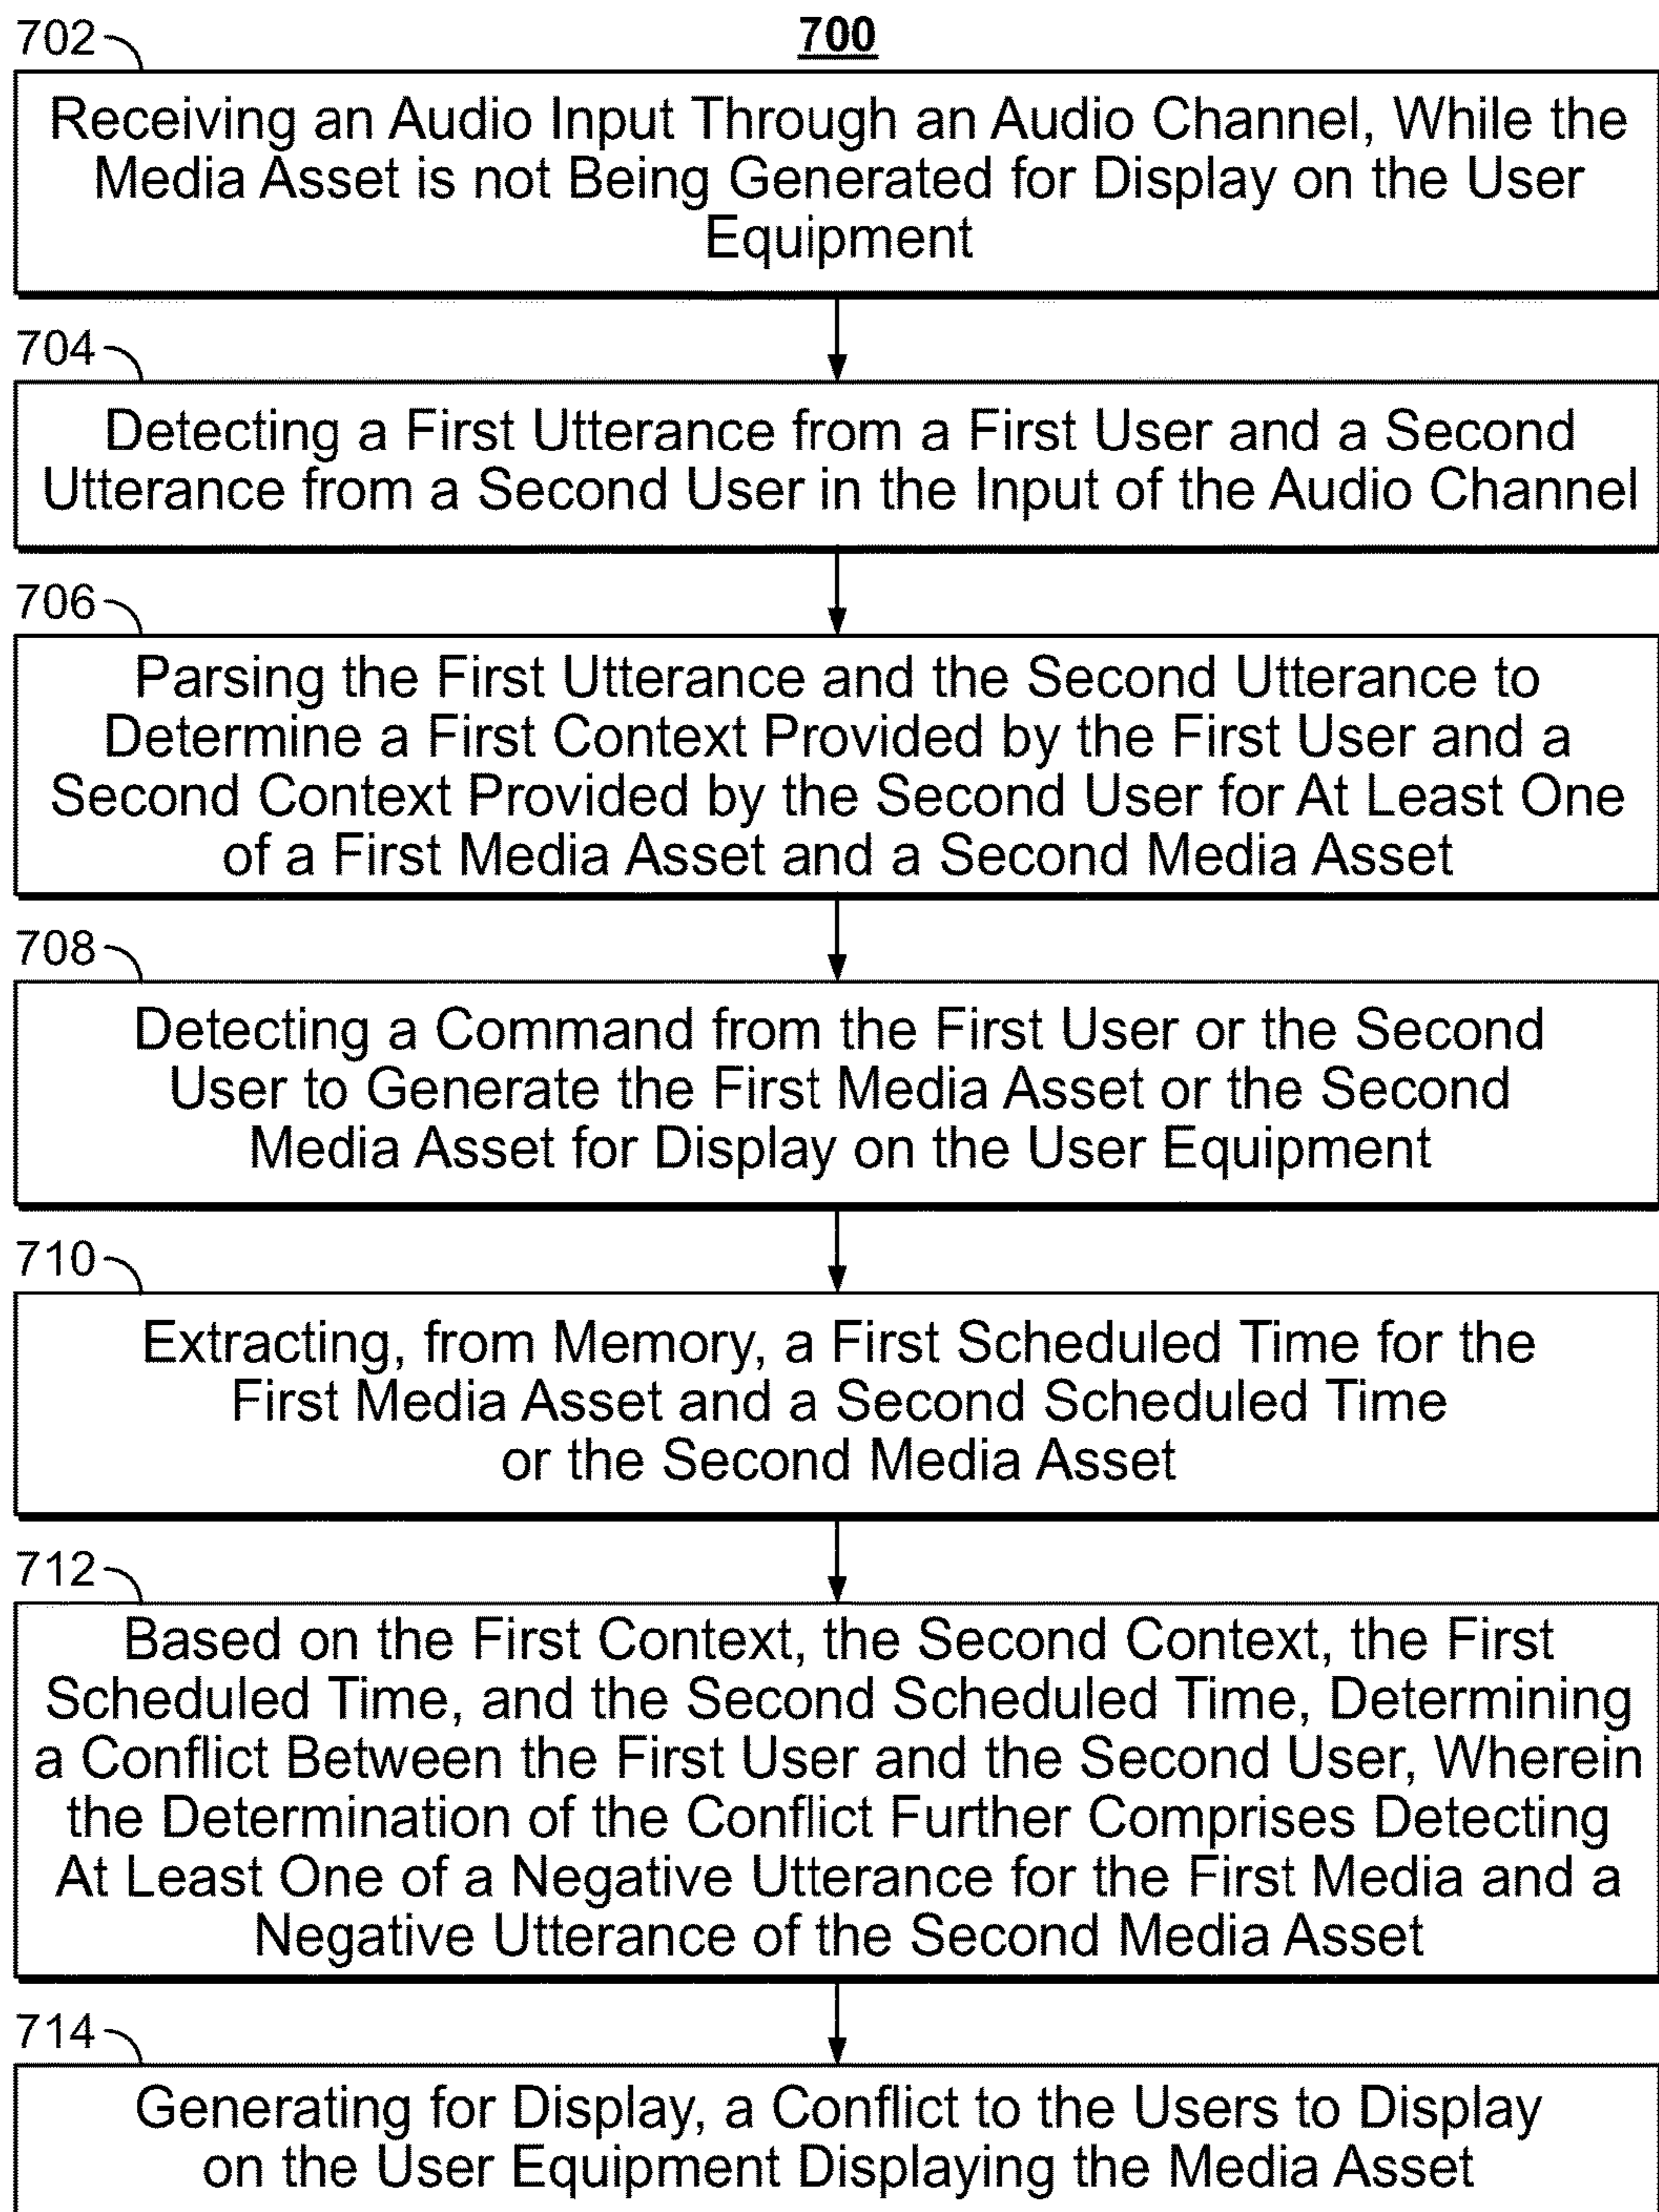 700
702
Receiving an Audio Input Through an Audio Channel, While the
Media Asset is not Being Generated for Display on the User
Equipment
704
Detecting a First Utterance from a First User and a Second
Utterance from a Second User in the Input of the Audio Channel
706
Parsing the First Utterance and the Second Utterance to
Determine a First Context Provided by the First User and a
Second Context Provided by the Second User for At Least One
of a First Media Asset and a Second Media Asset
708
Detecting a Command from the First User or the Second
User to Generate the First Media Asset or the Second
Media Asset for Display on the User Equipment
710
Extracting, from Memory, a First Scheduled Time for the
First Media Asset and a Second Scheduled Time
or the Second Media Asset
712
Based on the First Context, the Second Context, the First
Scheduled Time, and the Second Scheduled Time, Determining
a Conflict Between the First User and the Second User, Wherein
the Determination of the Conflict Further Comprises Detecting
At Least One of a Negative Utterance for the First Media and a
Negative Utterance of the Second Media Asset
714
Generating for Display, a Conflict to the Users to Display
on the User Equipment Displaying the Media Asset